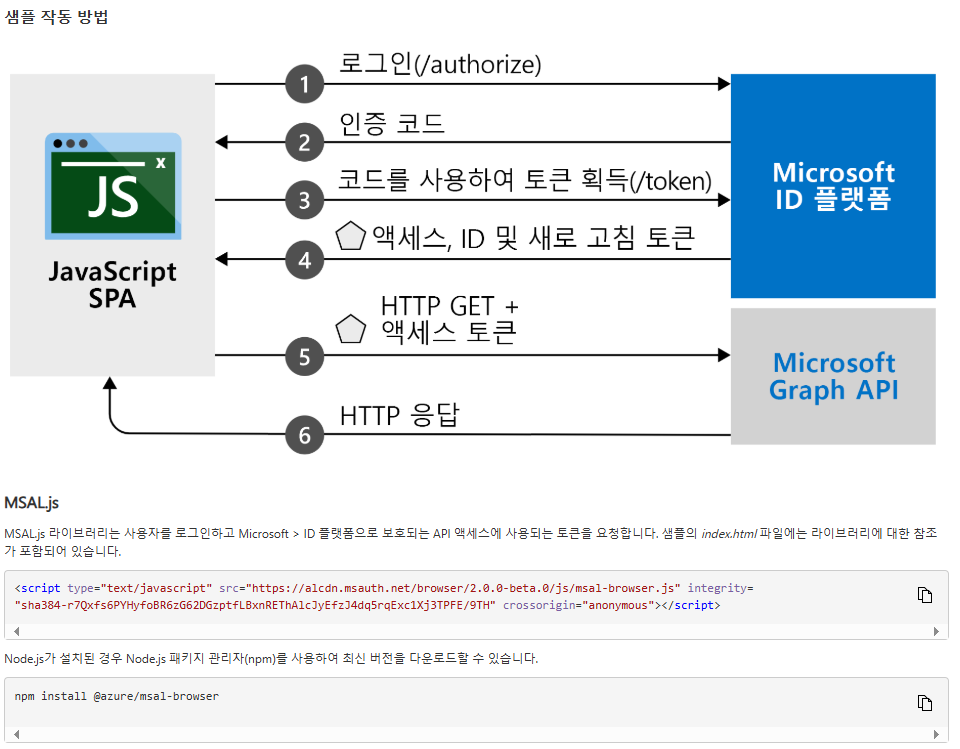 샘플 작동 방법
로그인(/authorize)
1
인증 코드
2
코드를 사용하여 토큰 획득(/token)
3
액세스, ID 및 새로 고침 토큰
4
HTTP GET +
액세스 토큰
5
HTTP 응답
6
x
JS
JavaScript
SPA
Microsoft
ID 플랫폼
Microsoft
Graph API
MSAL.js
MSAL.js 라이브러리는 사용자를 로그인하고 Microsoft > ID 플랫폼으로 보호되는 API 액세스에 사용되는 토큰을 요청합니다. 샘플의 index.html 파일에는 라이브러리에 대한 참조
가 포함되어 있습니다.
<script type="text/javascript" src="https://alcdn.msauth.net/browser/2.0.0-beta.0/js/msal-browser.js" integrity=
"sha384-r7Qxfs6PYHyfoBR6zG62DGzptfLBxnREThAlcJyEfzJ4dq5rqExc1Xj3TPFE/9TH" crossorigin="anonymous"></script>
Node.js가 설치된 경우 Node.js 패키지 관리자(npm)를 사용하여 최신 버전을 다운로드할 수 있습니다.
npm install @azure/msal-browser